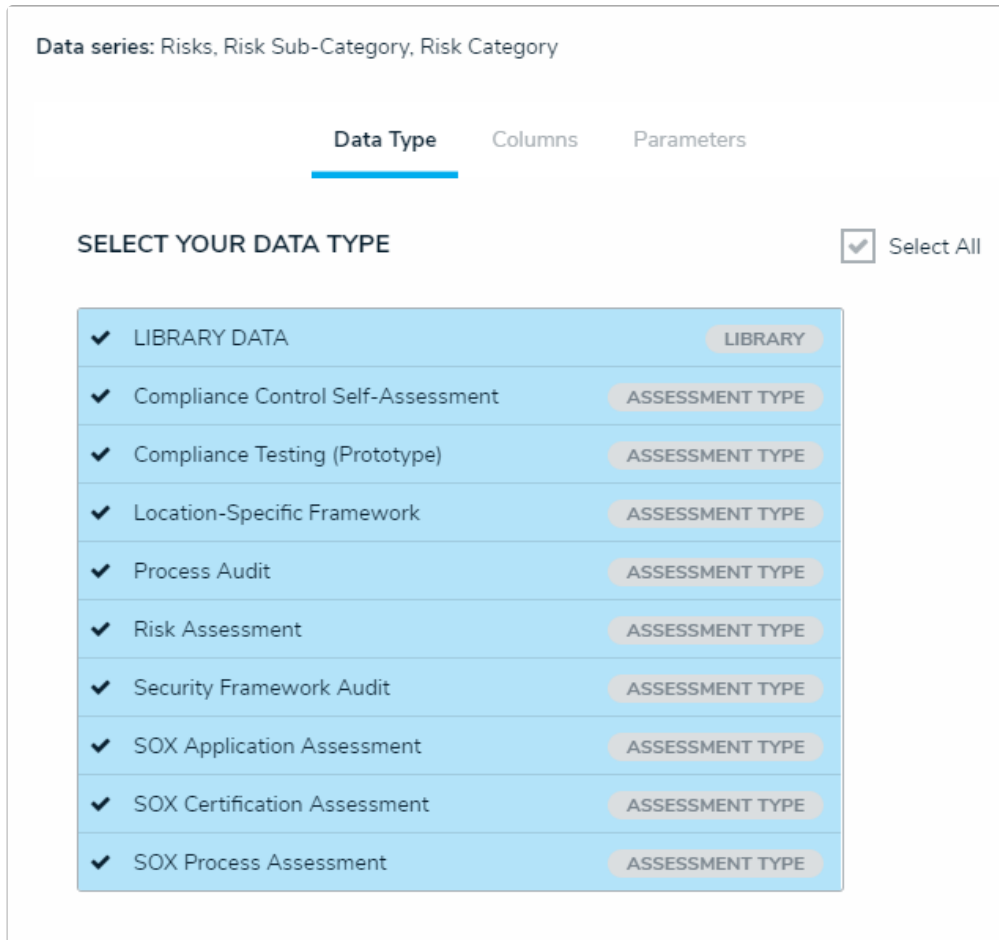 Data series: Risks, Risk Sub-Category, Risk Category
Data Type Columns Parameters
SELECT YOUR DATA TYPE Select All
LIBRARY DATA LIBRARY
Compliance Control Self-Assessment ASSESSMENT TYPE
Compliance Testing (Prototype) ASSESSMENT TYPE
Location-Specific Framework ASSESSMENT TYPE
Process Audit ASSESSMENT TYPE
Risk Assessment ASSESSMENT TYPE
Security Framework Audit ASSESSMENT TYPE
SOX Application Assessment ASSESSMENT TYPE
SOX Certification Assessment ASSESSMENT TYPE
SOX Process Assessment ASSESSMENT TYPE